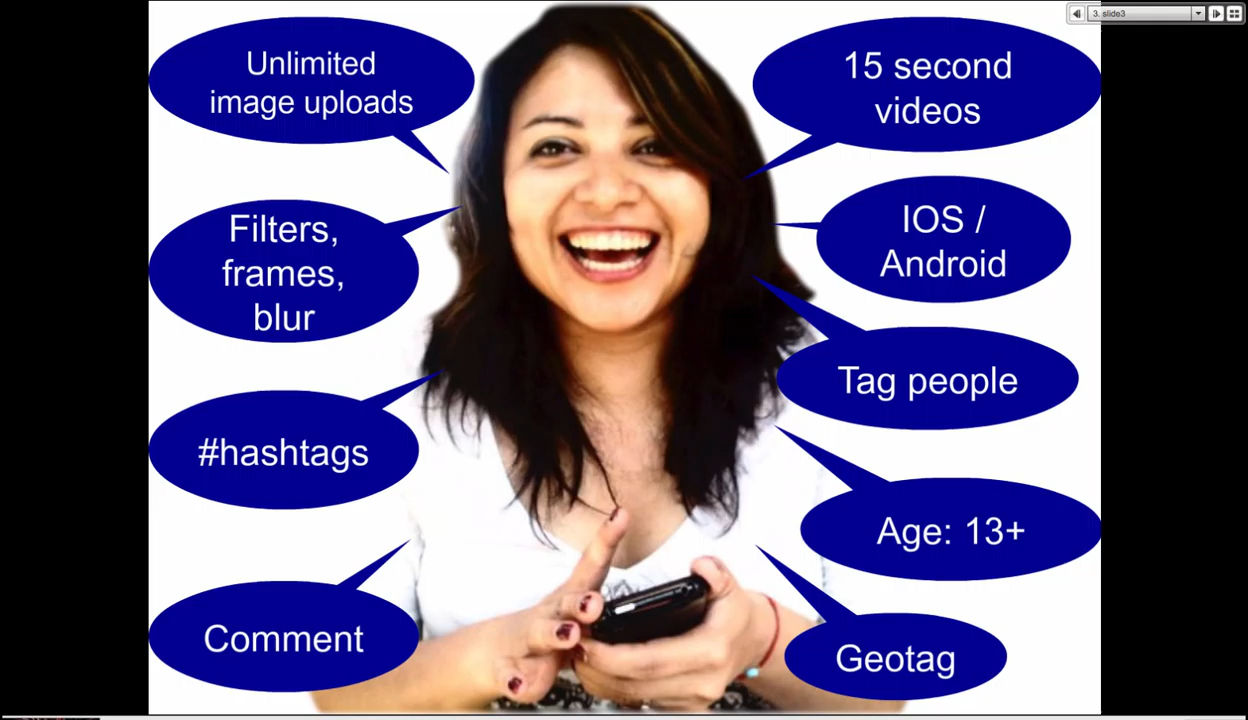 3. slide3
Unlimited
image uploads
15 second
videos
Filters,
frames,
blur
IOS /
Android
Tag people
#hashtags
Age: 13+
Comment
Geotag